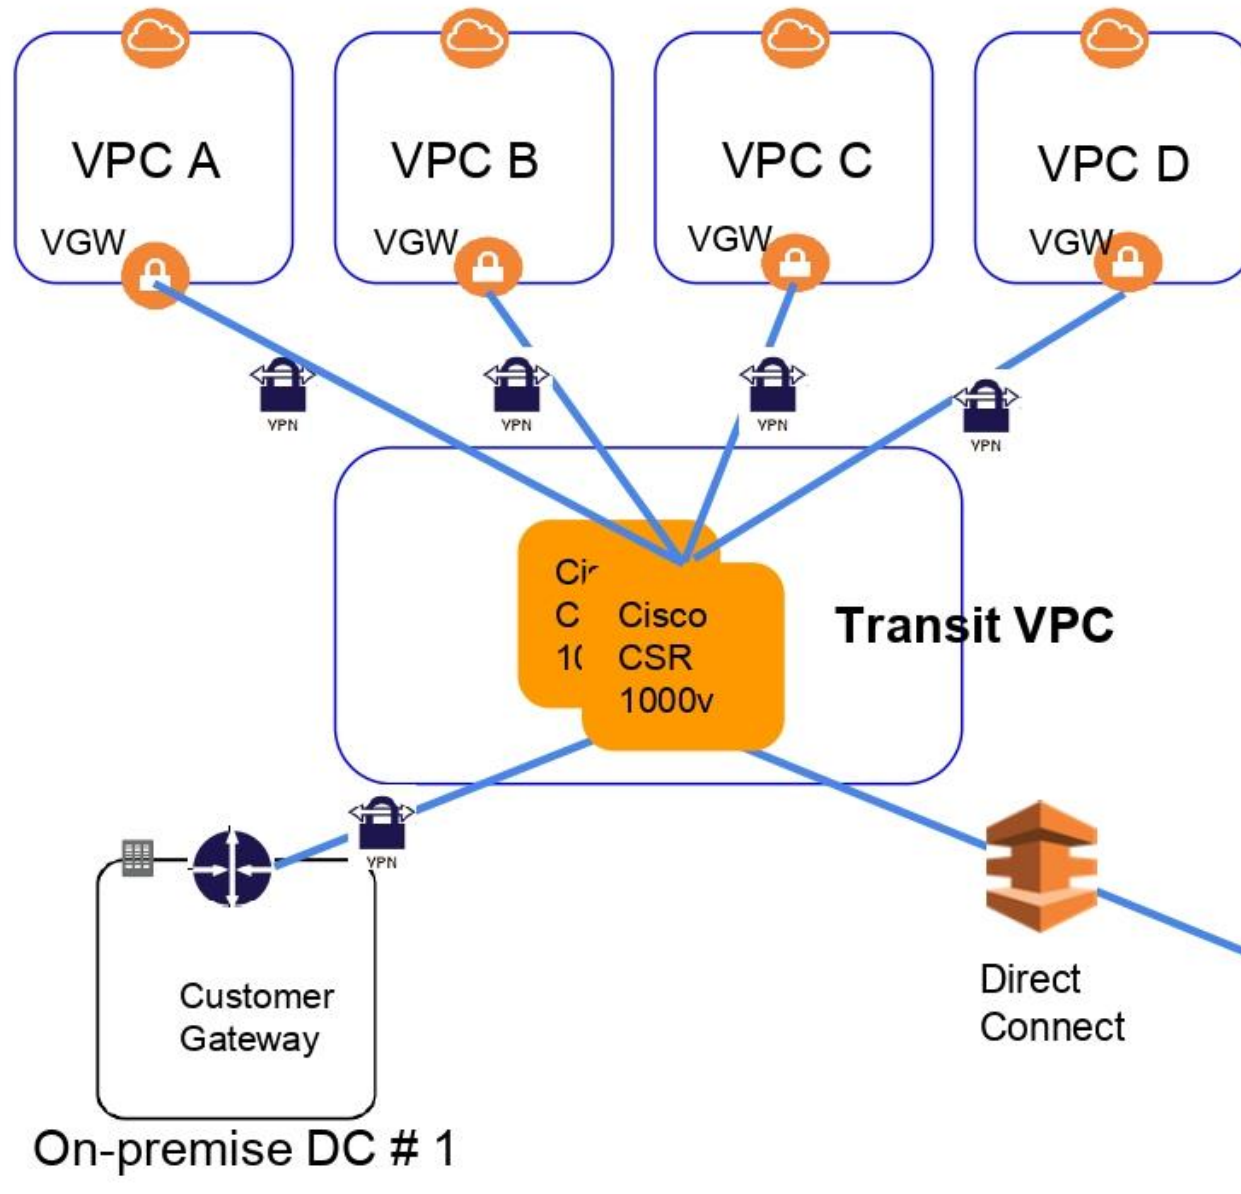 VPC A
VPC B
VPC C
VPC D
VGW
VGW
VGW
VGW
VPN
VPN
VPN
VPN
Cisco
CSR
1000v
Transit VPC
VPN
Customer
Gateway
Direct
Connect
On-premise DC # 1